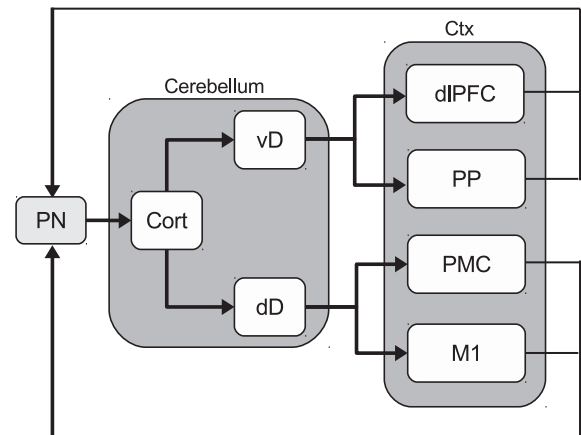 Ctx
Cerebellum
dlPFC
vD
PP
PN
Cort
PMC
dD
M1